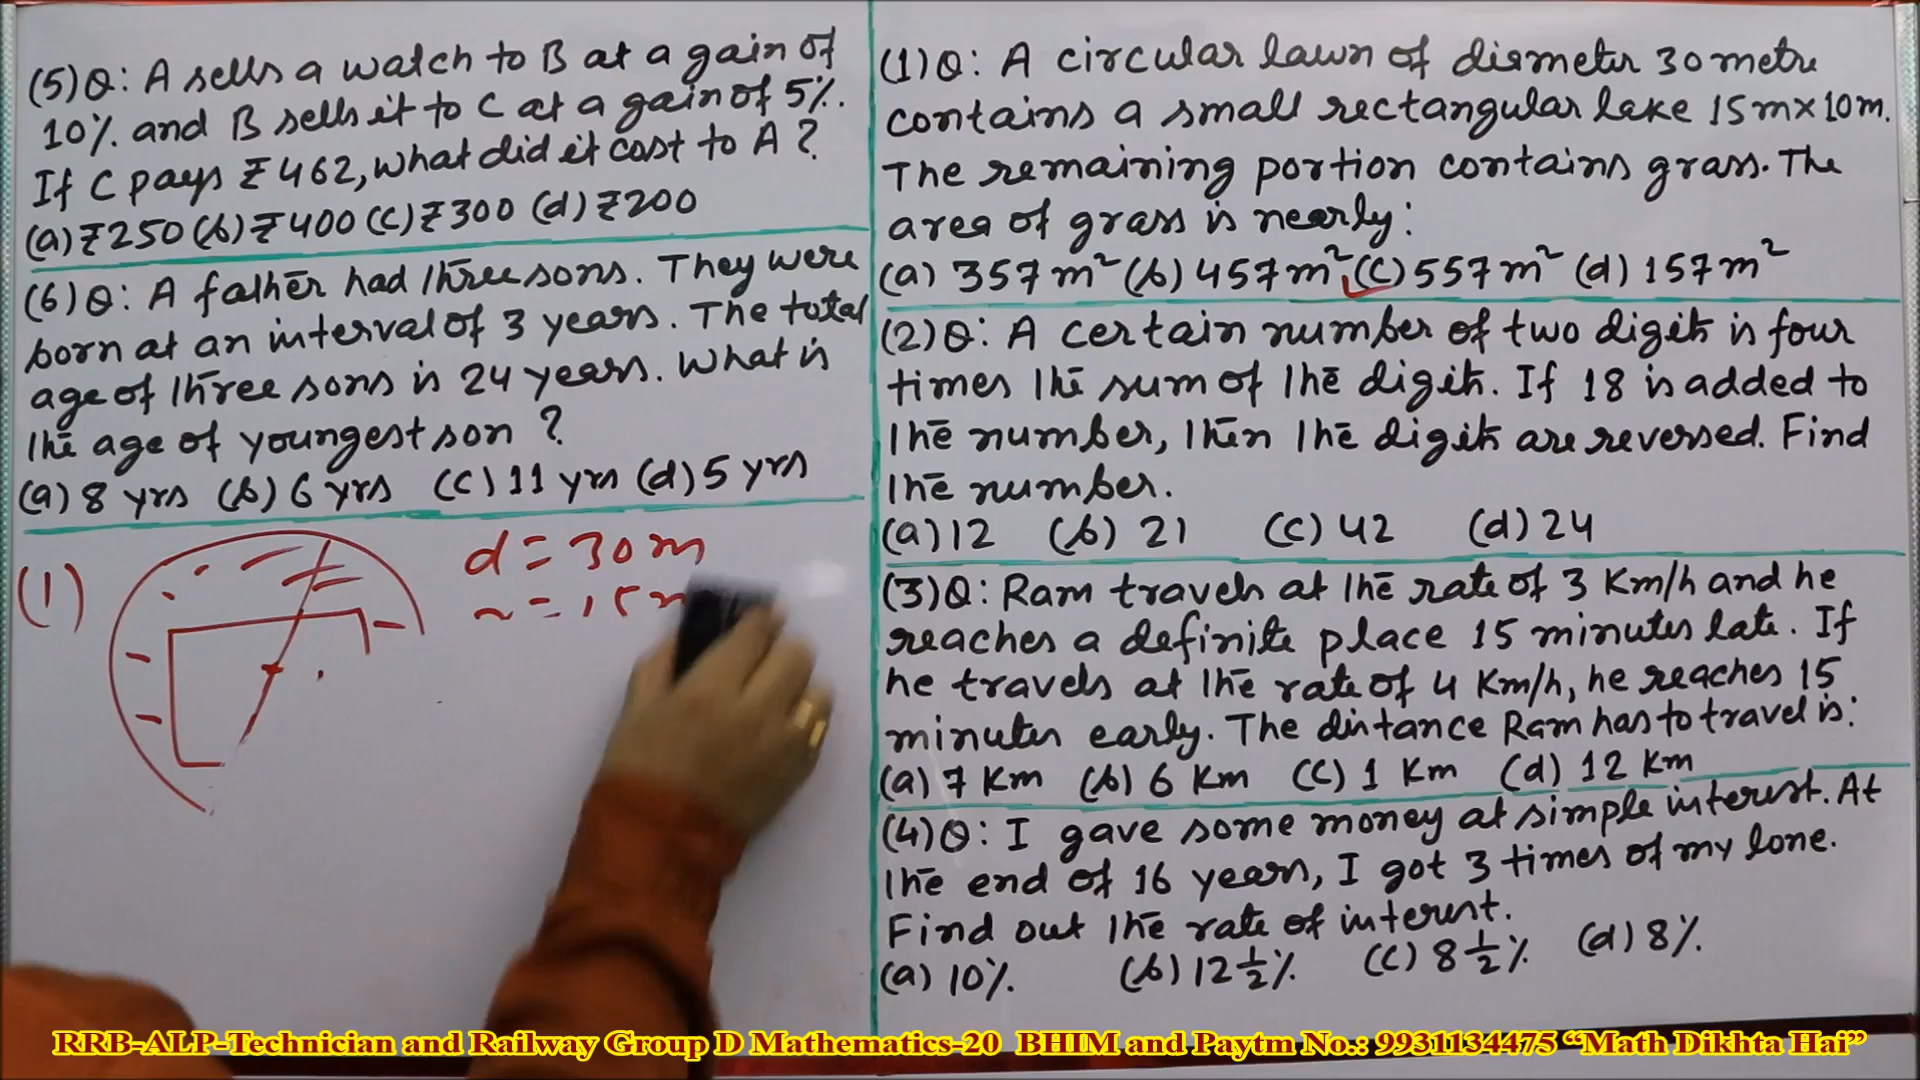 (5)Q: A sells a watch to B at a gain of
10% and B sells it to C at a gain of 5%.
If C pays ₹462, what did it cost to A?
(a) ₹250 (b) ₹400 (c) ₹300 (d) ₹200
(6)Q: A father had three sons. They were
born at an interval of 3 years. The total
age of three sons is 24 years. What is
the age of youngest son?
(a) 8 yrs (b) 6 yrs (c) 11 yrs (d) 5 yrs
(1) d = 30 m
r = 15 m
(1)Q: A circular lawn of diameter 30 metre
contains a small rectangular lake 15m×10m.
The remaining portion contains grass. The
area of grass is nearly:
(a) 357 m² (b) 457 m² (c) 557 m² (d) 157 m²
(2)Q: A certain number of two digits is four
times the sum of the digits. If 18 is added to
the number, then the digits are reversed. Find
the number.
(a) 12 (b) 21 (c) 42 (d) 24
(3)Q: Ram travels at the rate of 3 Km/h and he
reaches a definite place 15 minutes late. If
he travels at the rate of 4 Km/h, he reaches 15
minutes early. The distance Ram has to travel is:
(a) 7 Km (b) 6 Km (c) 1 Km (d) 12 Km
(4)Q: I gave some money at simple interest. At
the end of 16 years, I got 3 times of my lone.
Find out the rate of interest.
(a) 10% (b) 12½% (c) 8½% (d) 8%
RRB-ALP-Technician and Railway Group D Mathematics-20 BHIM and Paytm No.: 9931134475 “Math Dikhta Hai”